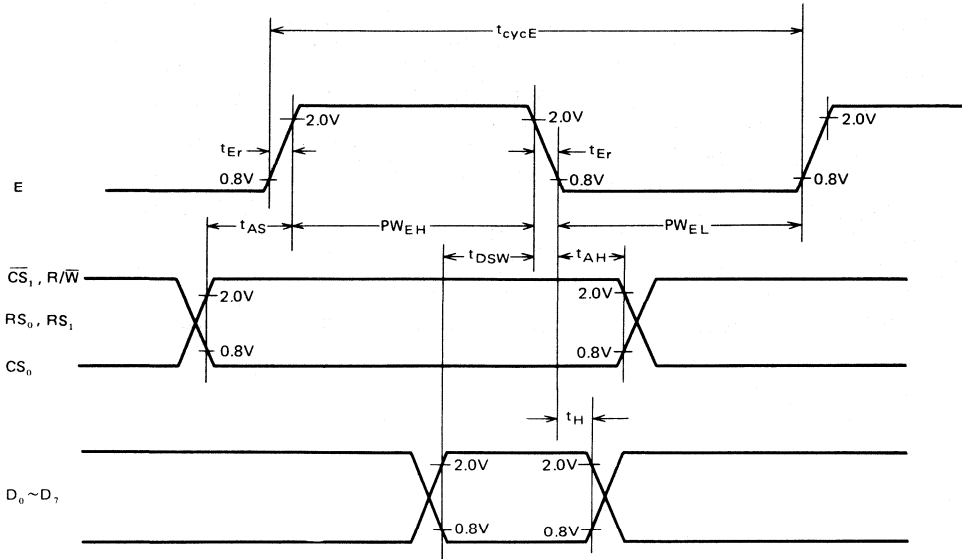 tcycE
2.0V 2.0V 2.0V
tEr tEr
0.8V 0.8V 0.8V
E
tAS PWEH PWEL
tDSW tAH
C̅S̅₁, R/W̅
2.0V 2.0V
RS₀, RS₁
0.8V 0.8V
CS₀
tH
2.0V 2.0V
D₀~D₇
0.8V 0.8V